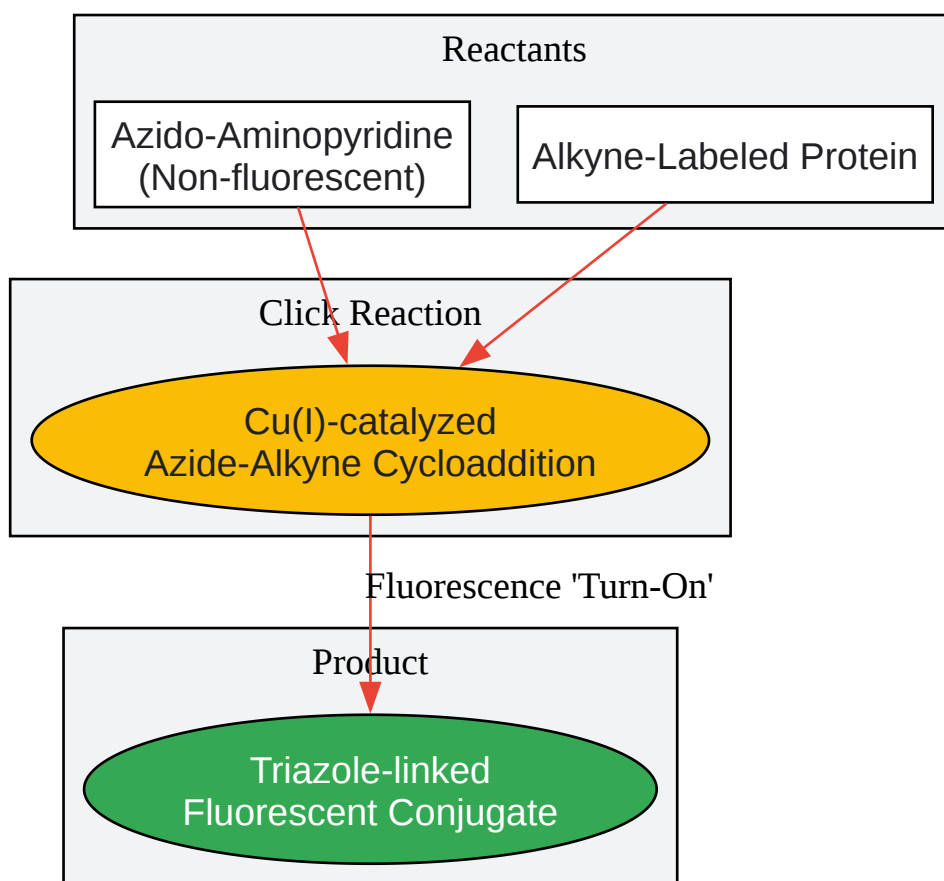 Reactants
Azido-Aminopyridine
(Non-fluorescent)
Alkyne-Labeled Protein
Click Reaction
Cu(I)-catalyzed
Azide-Alkyne Cycloaddition
Fluorescence 'Turn-On'
Product
Triazole-linked
Fluorescent Conjugate